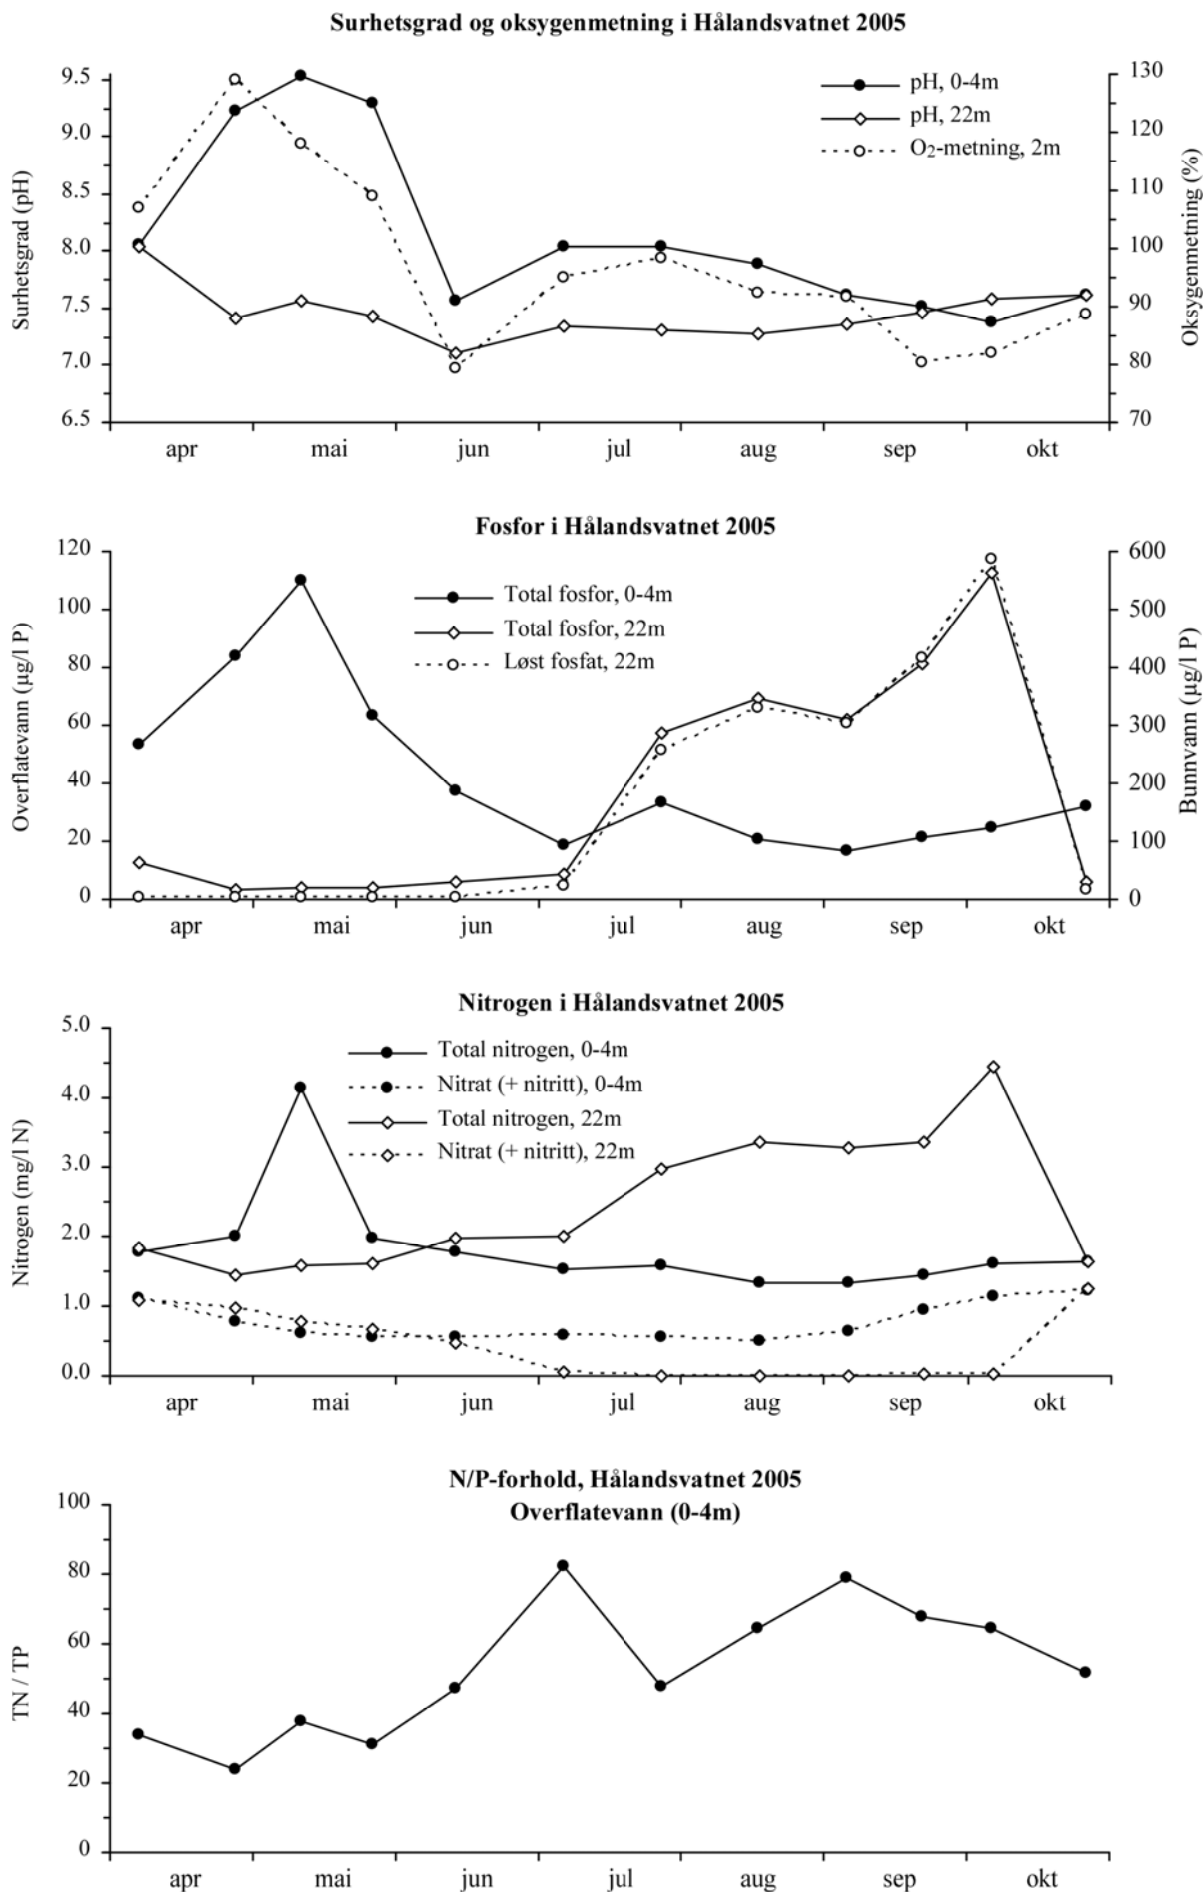 Surhetsgrad og oksygenmetning i Hålandsvatnet 2005
Surhetsgrad (pH)
9.5
9.0
8.5
8.0
7.5
7.0
6.5
pH, 0-4m
pH, 22m
O₂-metning, 2m
130
120
110
100
90
80
70
Oksygenmetning (%)
apr mai jun jul aug sep okt
Fosfor i Hålandsvatnet 2005
Overflatevann (µg/l P)
120
100
80
60
40
20
0
Total fosfor, 0-4m
Total fosfor, 22m
Løst fosfat, 22m
600
500
400
300
200
100
0
Bunnvann (µg/l P)
apr mai jun jul aug sep okt
Nitrogen i Hålandsvatnet 2005
Nitrogen (mg/l N)
5.0
4.0
3.0
2.0
1.0
0.0
Total nitrogen, 0-4m
Nitrat (+ nitritt), 0-4m
Total nitrogen, 22m
Nitrat (+ nitritt), 22m
apr mai jun jul aug sep okt
N/P-forhold, Hålandsvatnet 2005
Overflatevann (0-4m)
TN / TP
100
80
60
40
20
0
apr mai jun jul aug sep okt